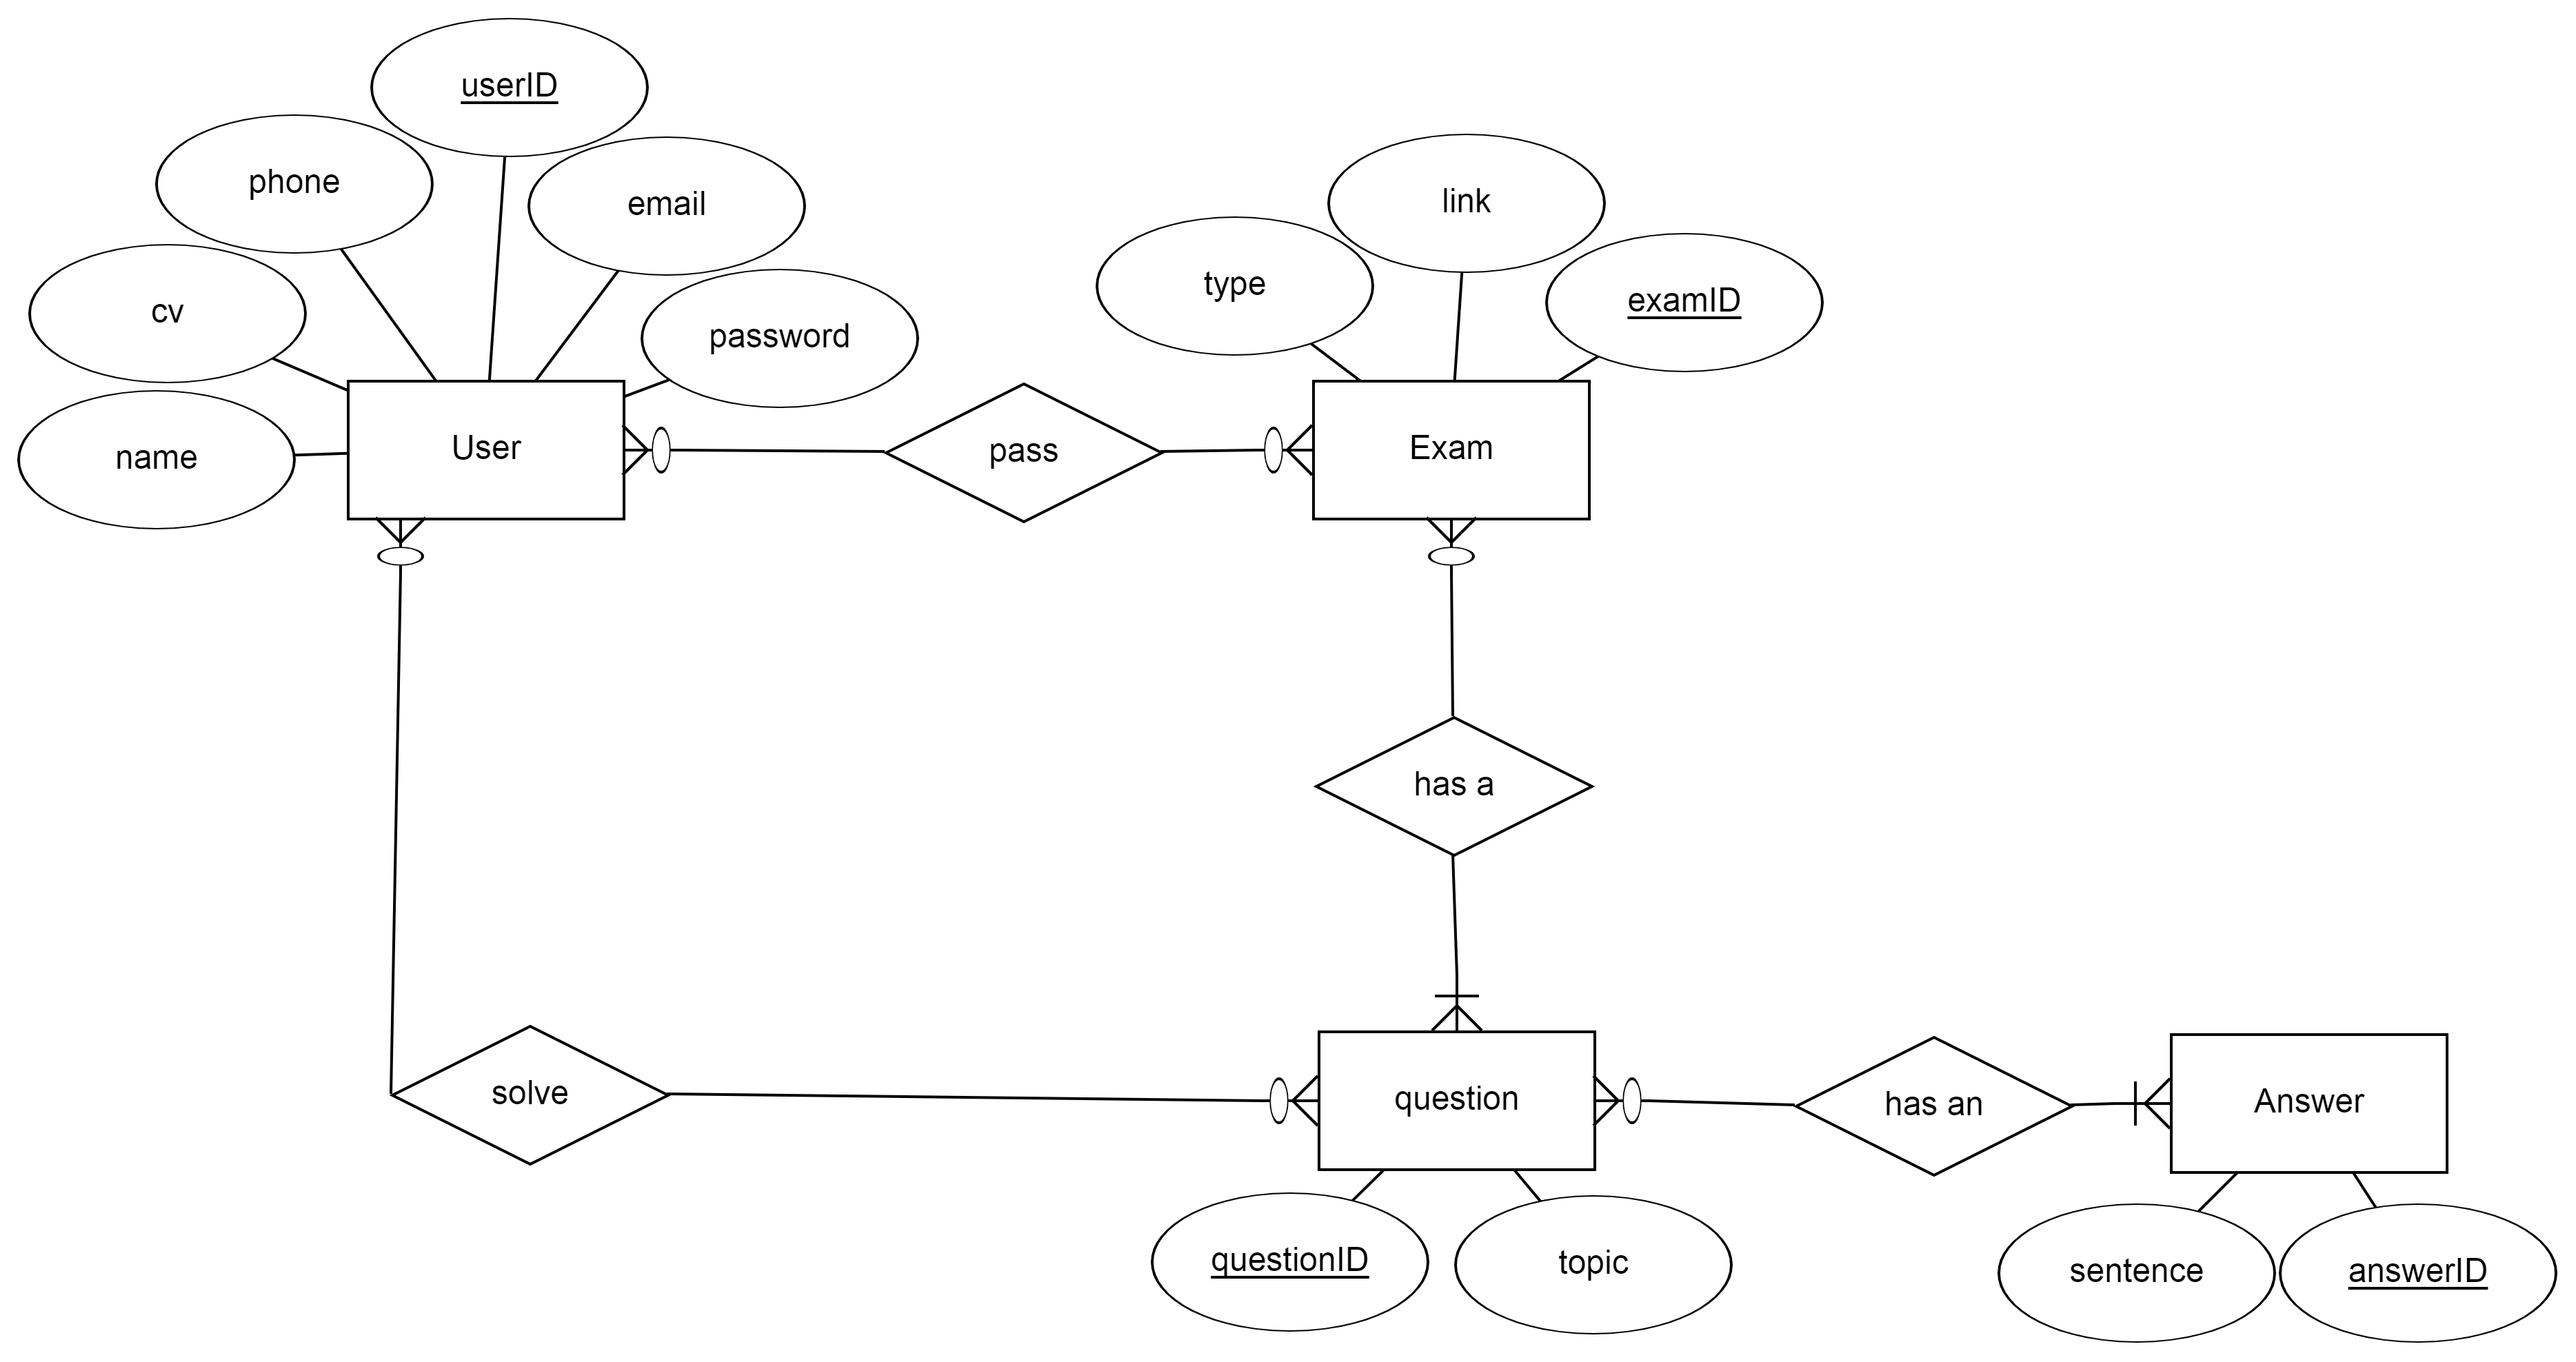 userID
phone
email
link
type
examID
cv
password
name
User
pass
Exam
has a
solve
question
has an
Answer
questionID
topic
sentence
answerID